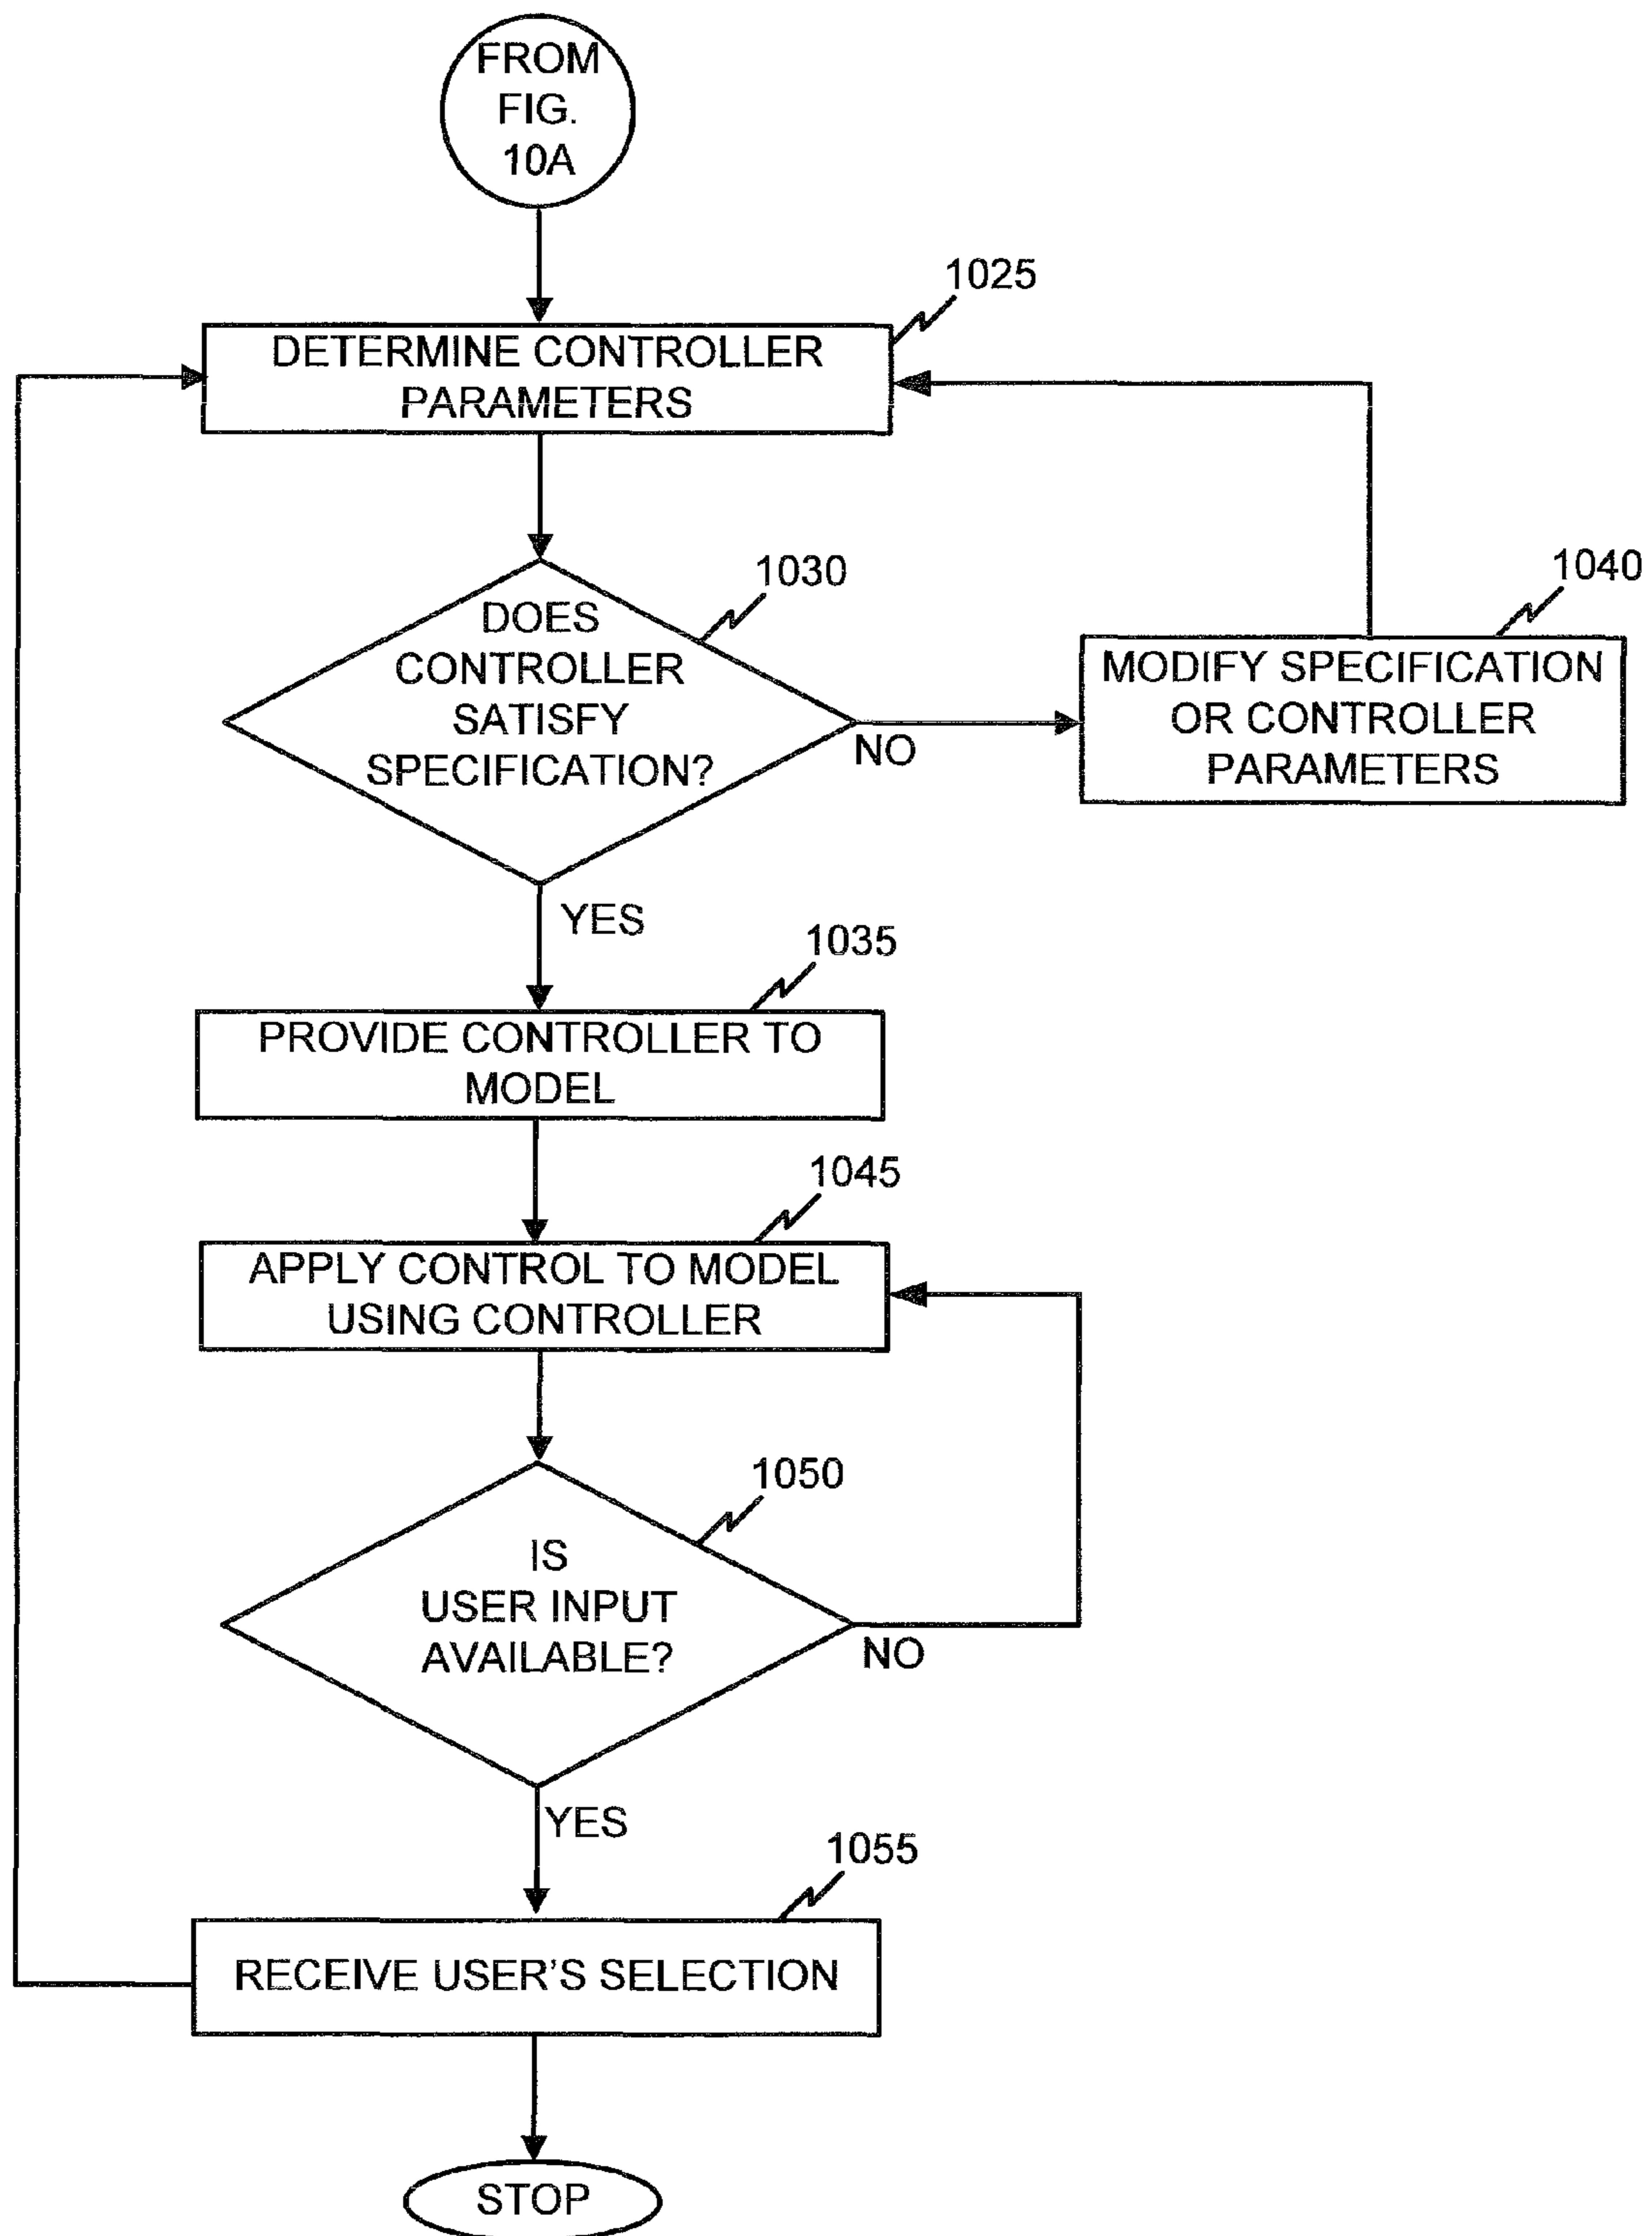 FROM
FIG.
10A
1025
DETERMINE CONTROLLER
PARAMETERS
1030
DOES
CONTROLLER
SATISFY
SPECIFICATION?
NO
1040
MODIFY SPECIFICATION
OR CONTROLLER
PARAMETERS
YES
1035
PROVIDE CONTROLLER TO
MODEL
1045
APPLY CONTROL TO MODEL
USING CONTROLLER
1050
IS
USER INPUT
AVAILABLE?
NO
YES
1055
RECEIVE USER'S SELECTION
STOP